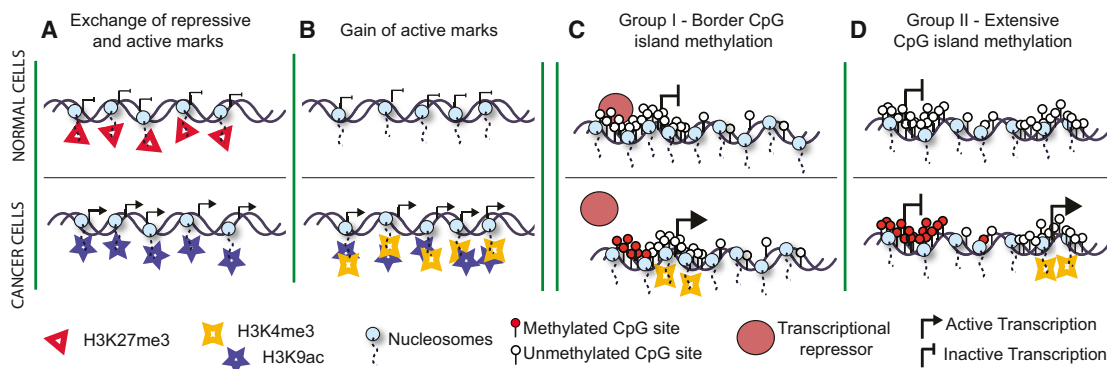 A
Exchange of repressive
and active marks
B
Gain of active marks
C
Group I - Border CpG
island methylation
D
Group II - Extensive
CpG island methylation
NORMAL CELLS
CANCER CELLS
H3K27me3
H3K4me3
H3K9ac
Nucleosomes
Methylated CpG site
Unmethylated CpG site
Transcriptional
repressor
Active Transcription
Inactive Transcription